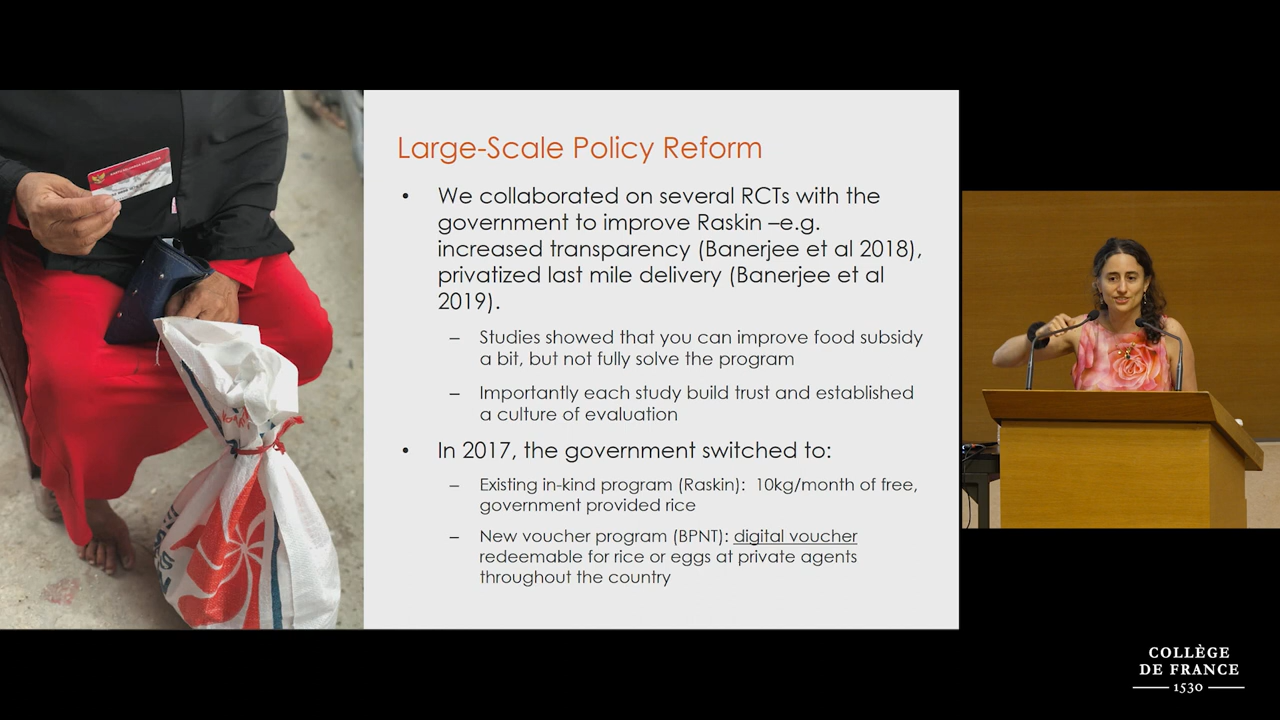 Large-Scale Policy Reform
• We collaborated on several RCTs with the
government to improve Raskin –e.g.
increased transparency (Banerjee et al 2018),
privatized last mile delivery (Banerjee et al
2019).
– Studies showed that you can improve food subsidy
a bit, but not fully solve the program
– Importantly each study build trust and established
a culture of evaluation
• In 2017, the government switched to:
– Existing in-kind program (Raskin): 10kg/month of free,
government provided rice
– New voucher program (BPNT): digital voucher
redeemable for rice or eggs at private agents
throughout the country
COLLÈGE
DE FRANCE
1530